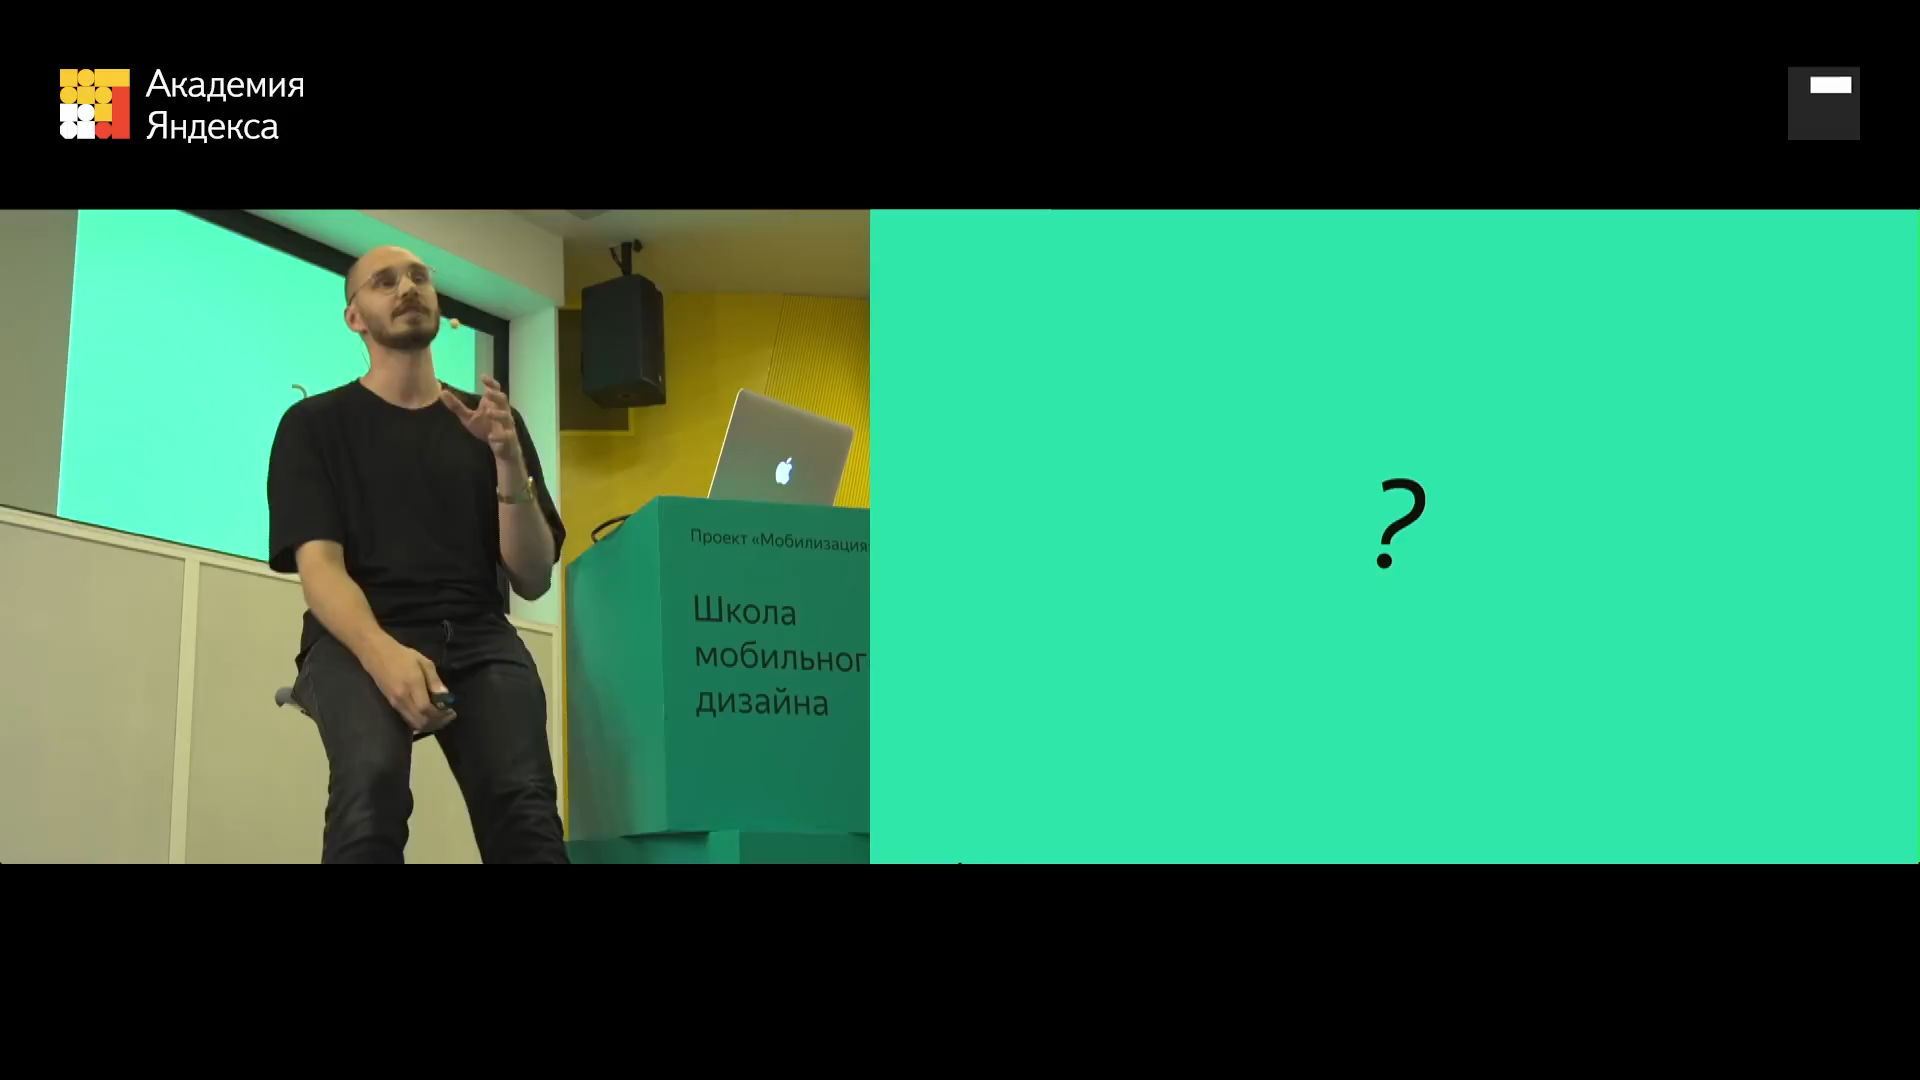 Академия
Яндекса
?
Проект «Мобилизация
Школа
мобильног
дизайна